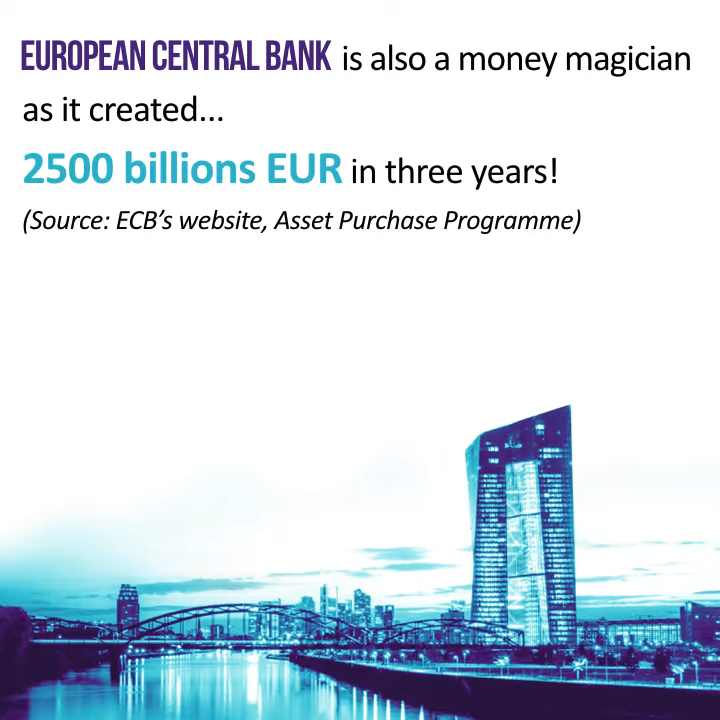 EUROPEAN CENTRAL BANK is also a money magician
as it created...
2500 billions EUR in three years!
(Source: ECB's website, Asset Purchase Programme)